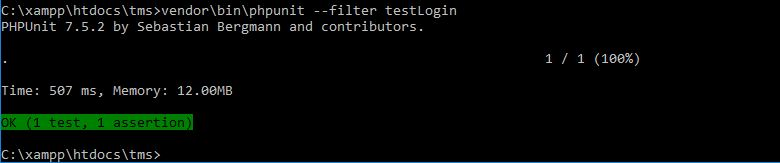 C:\xampp\htdocs\tms>vendor\bin\phpunit --filter testLogin
PHPUnit 7.5.2 by Sebastian Bergmann and contributors.
. 1 / 1 (100%)
Time: 507 ms, Memory: 12.00MB
OK (1 test, 1 assertion)
C:\xampp\htdocs\tms>